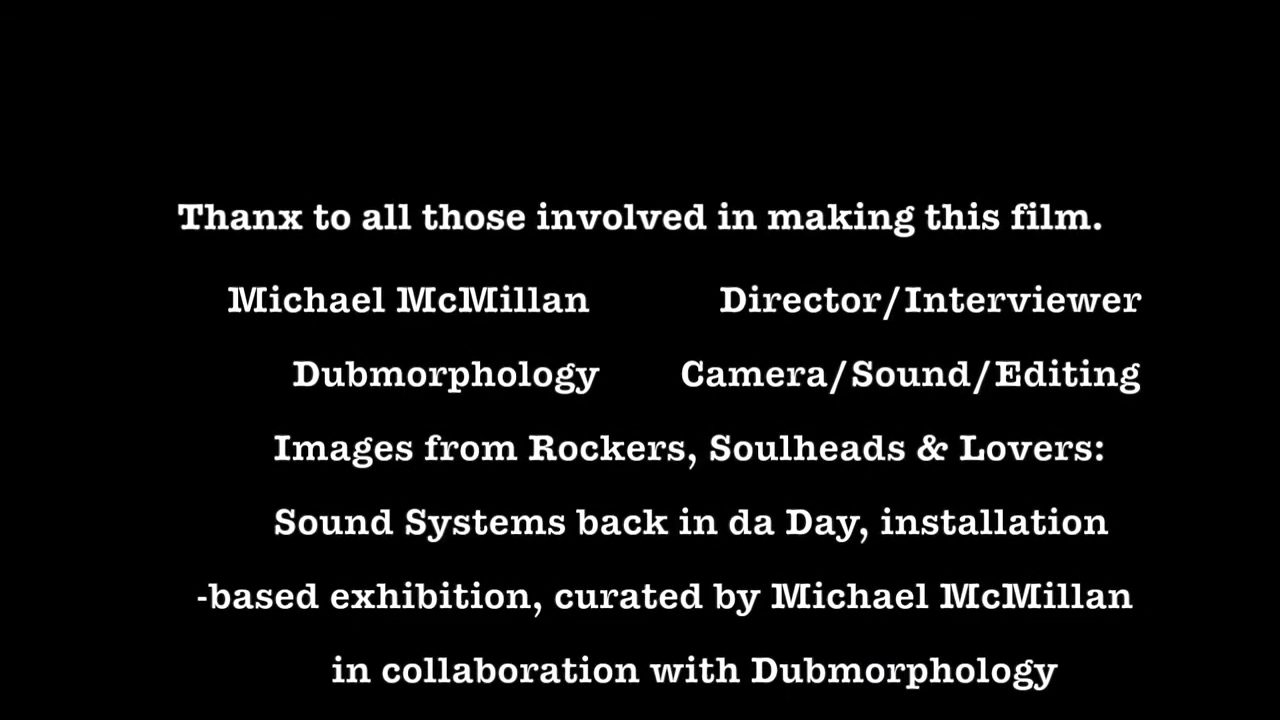 Thanx to all those involved in making this film.
Michael McMillan Director/Interviewer
Dubmorphology Camera/Sound/Editing
Images from Rockers, Soulheads & Lovers:
Sound Systems back in da Day, installation
-based exhibition, curated by Michael McMillan
in collaboration with Dubmorphology